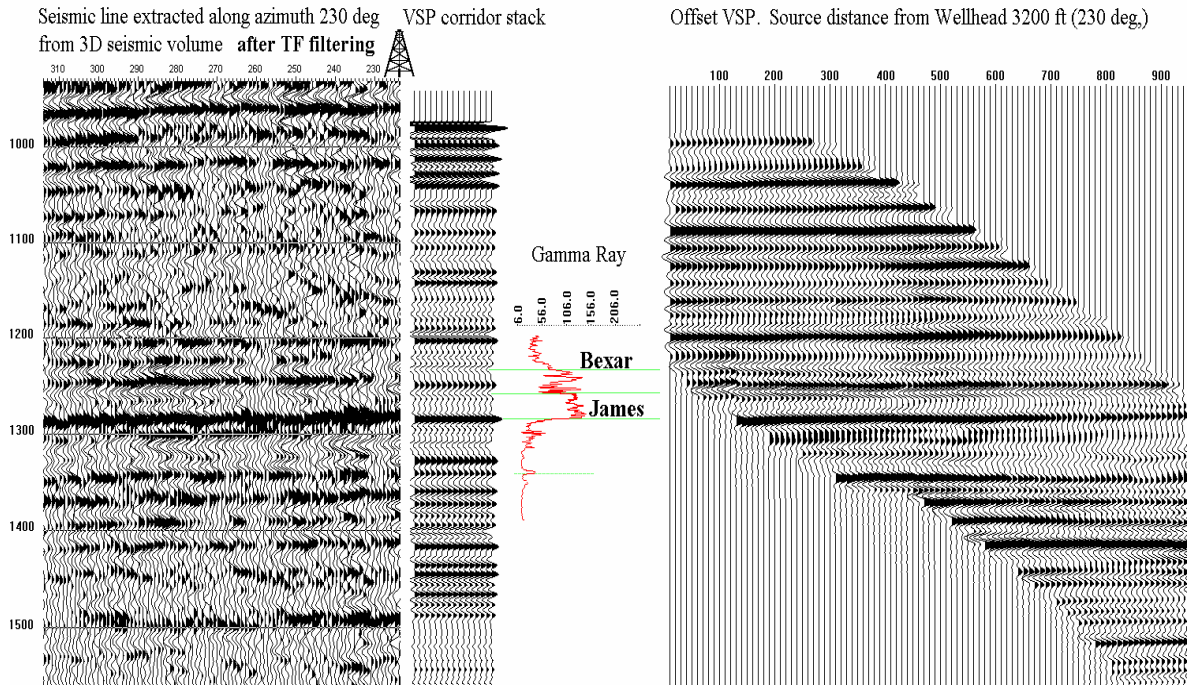 Seismic line extracted along azimuth 230 deg
from 3D seismic volume after TF filtering
VSP corridor stack
Offset VSP. Source distance from Wellhead 3200 ft (230 deg,)
310 300 290 280 270 260 250 240 230
100 200 300 400 500 600 700 800 900
1000
1100
1200
1300
1400
1500
Gamma Ray
6.0 56.0 106.0 156.0 206.0
Bexar
James